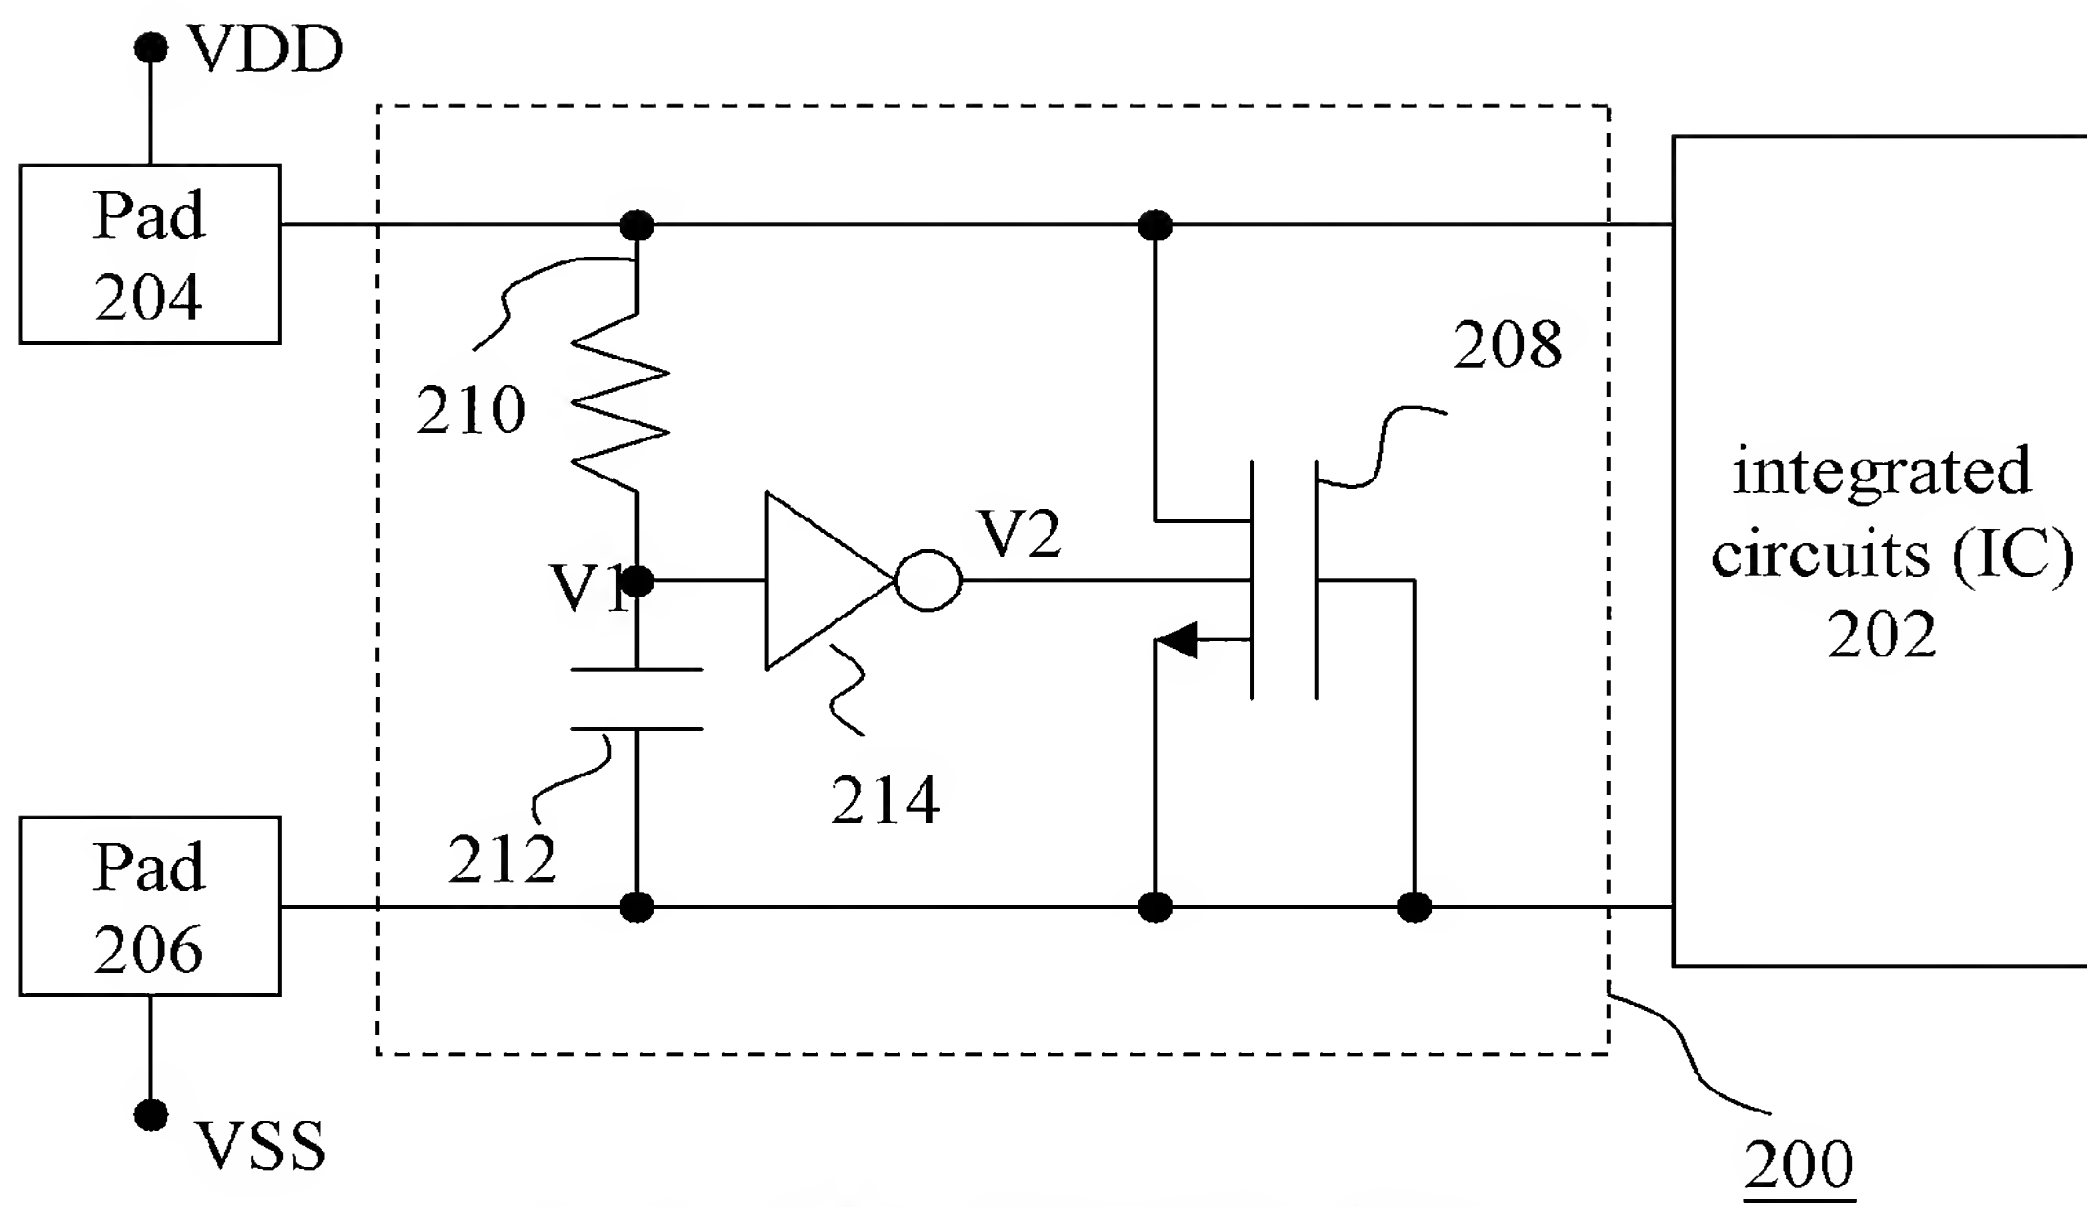 VDD
Pad
204
210
208
V1
V2
integrated
circuits (IC)
202
214
212
Pad
206
VSS
200